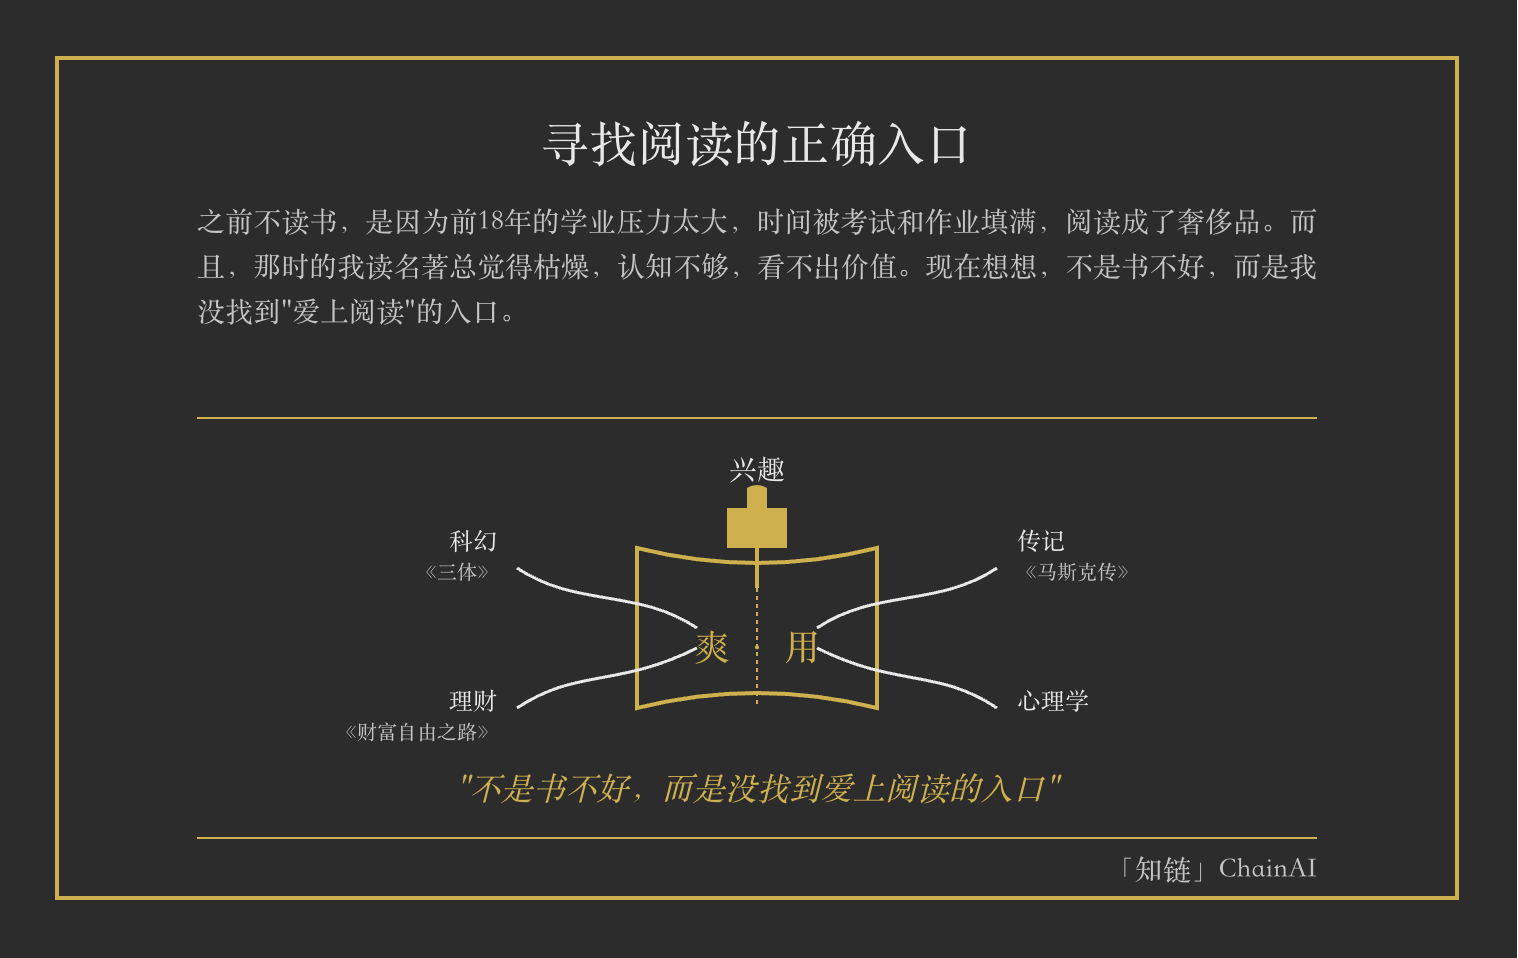 寻找阅读的正确入口
之前不读书，是因为前18年的学业压力太大，时间被考试和作业填满，阅读成了奢侈品。而
且，那时的我读名著总觉得枯燥，认知不够，看不出价值。现在想想，不是书不好，而是我
没找到"爱上阅读"的入口。
兴趣
科幻
《三体》
传记
《马斯克传》
爽 用
理财
《财富自由之路》
心理学
"不是书不好，而是没找到爱上阅读的入口"
「知链」ChainAI